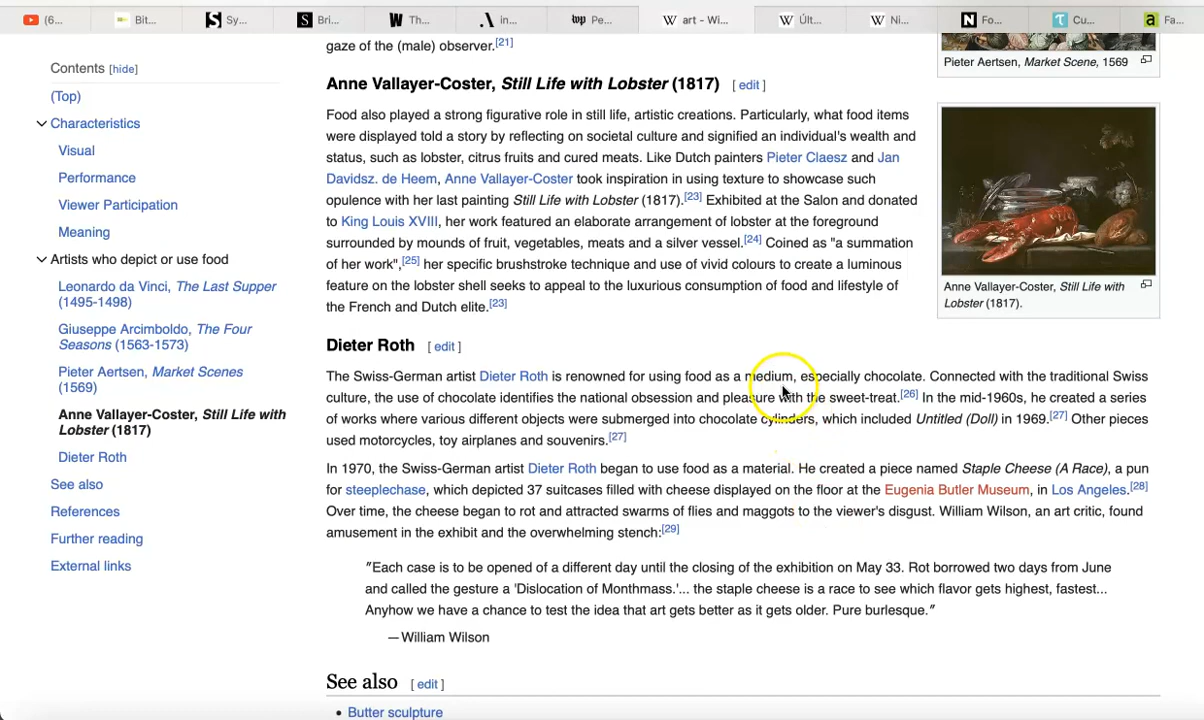 (6...
Bit...
Sy...
Bri...
Th...
in...
wp Pe...
W art - Wi...
W Últ...
W Ni...
Fo...
Cu...
Fa...
gaze of the (male) observer.[21]
Contents [hide]
(Top)
Characteristics
Visual
Performance
Viewer Participation
Meaning
Artists who depict or use food
Leonardo da Vinci, The Last Supper
(1495-1498)
Giuseppe Arcimboldo, The Four
Seasons (1563-1573)
Pieter Aertsen, Market Scenes
(1569)
Anne Vallayer-Coster, Still Life with
Lobster (1817)
Dieter Roth
See also
References
Further reading
External links
Anne Vallayer-Coster, Still Life with Lobster (1817) [ edit ]
Food also played a strong figurative role in still life, artistic creations. Particularly, what food items
were displayed told a story by reflecting on societal culture and signified an individual's wealth and
status, such as lobster, citrus fruits and cured meats. Like Dutch painters Pieter Claesz and Jan
Davidsz. de Heem, Anne Vallayer-Coster took inspiration in using texture to showcase such
opulence with her last painting Still Life with Lobster (1817).[23] Exhibited at the Salon and donated
to King Louis XVIII, her work featured an elaborate arrangement of lobster at the foreground
surrounded by mounds of fruit, vegetables, meats and a silver vessel.[24] Coined as "a summation
of her work",[25] her specific brushstroke technique and use of vivid colours to create a luminous
feature on the lobster shell seeks to appeal to the luxurious consumption of food and lifestyle of
the French and Dutch elite.[23]
Pieter Aertsen, Market Scene, 1569
Anne Vallayer-Coster, Still Life with
Lobster (1817).
Dieter Roth [ edit ]
The Swiss-German artist Dieter Roth is renowned for using food as a medium, especially chocolate. Connected with the traditional Swiss
culture, the use of chocolate identifies the national obsession and pleasure with the sweet-treat.[26] In the mid-1960s, he created a series
of works where various different objects were submerged into chocolate cylinders, which included Untitled (Doll) in 1969.[27] Other pieces
used motorcycles, toy airplanes and souvenirs.[27]
In 1970, the Swiss-German artist Dieter Roth began to use food as a material. He created a piece named Staple Cheese (A Race), a pun
for steeplechase, which depicted 37 suitcases filled with cheese displayed on the floor at the Eugenia Butler Museum, in Los Angeles.[28]
Over time, the cheese began to rot and attracted swarms of flies and maggots to the viewer's disgust. William Wilson, an art critic, found
amusement in the exhibit and the overwhelming stench:[29]
"Each case is to be opened of a different day until the closing of the exhibition on May 33. Rot borrowed two days from June
and called the gesture a 'Dislocation of Monthmass.'... the staple cheese is a race to see which flavor gets highest, fastest...
Anyhow we have a chance to test the idea that art gets better as it gets older. Pure burlesque."
— William Wilson
See also [ edit ]
• Butter sculpture